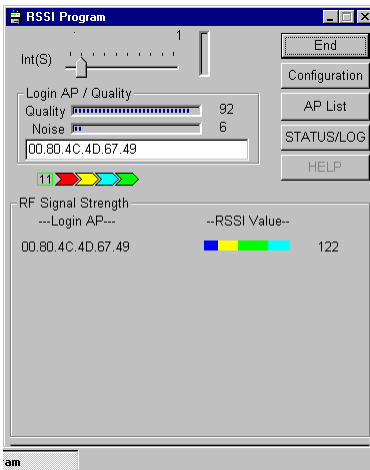 RSSI Program
1
Int(S)
End
Configuration
AP List
STATUS/LOG
HELP
Login AP / Quality
Quality 92
Noise 6
00.80.4C.4D.67.49
11
RF Signal Strength
---Login AP--- --RSSI Value--
00.80.4C.4D.67.49 122
am